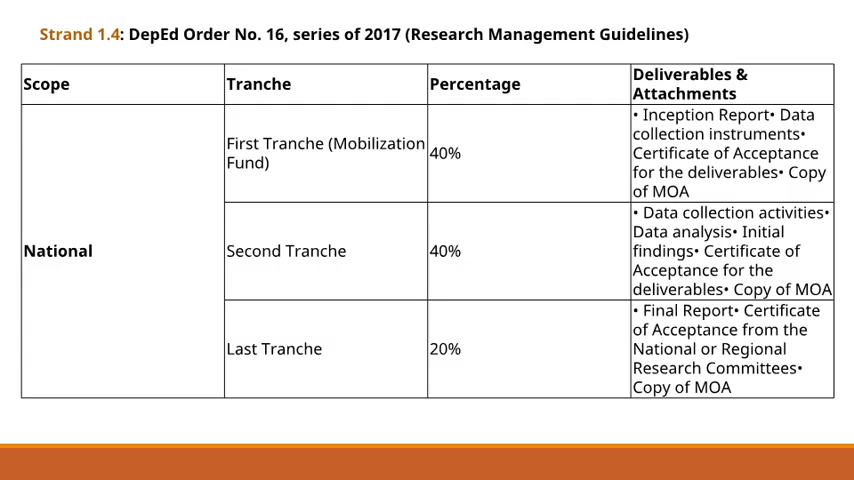 Strand 1.4: DepEd Order No. 16, series of 2017 (Research Management Guidelines)
Scope
Tranche
Percentage
Deliverables &
Attachments
National
First Tranche (Mobilization
Fund)
40%
• Inception Report• Data
collection instruments•
Certificate of Acceptance
for the deliverables• Copy
of MOA
Second Tranche
40%
• Data collection activities•
Data analysis• Initial
findings• Certificate of
Acceptance for the
deliverables• Copy of MOA
Last Tranche
20%
• Final Report• Certificate
of Acceptance from the
National or Regional
Research Committees•
Copy of MOA